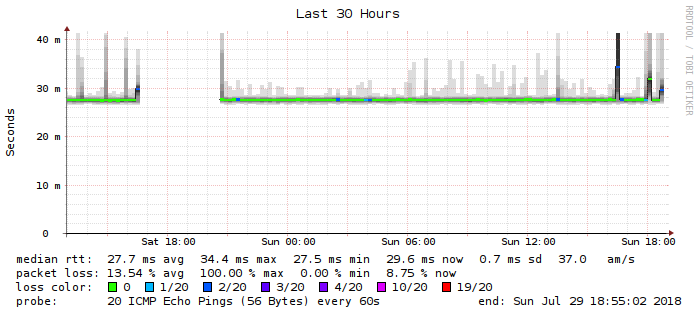 Last 30 Hours
RRDTOOL / TOBI OETIKER
Seconds
40 m
30 m
20 m
10 m
0
Sat 18:00 Sun 00:00 Sun 06:00 Sun 12:00 Sun 18:00
median rtt: 27.7 ms avg 34.4 ms max 27.5 ms min 29.6 ms now 0.7 ms sd 37.0 am/s
packet loss: 13.54 % avg 100.00 % max 0.00 % min 8.75 % now
loss color: 0 1/20 2/20 3/20 4/20 10/20 19/20
probe: 20 ICMP Echo Pings (56 Bytes) every 60s end: Sun Jul 29 18:55:02 2018